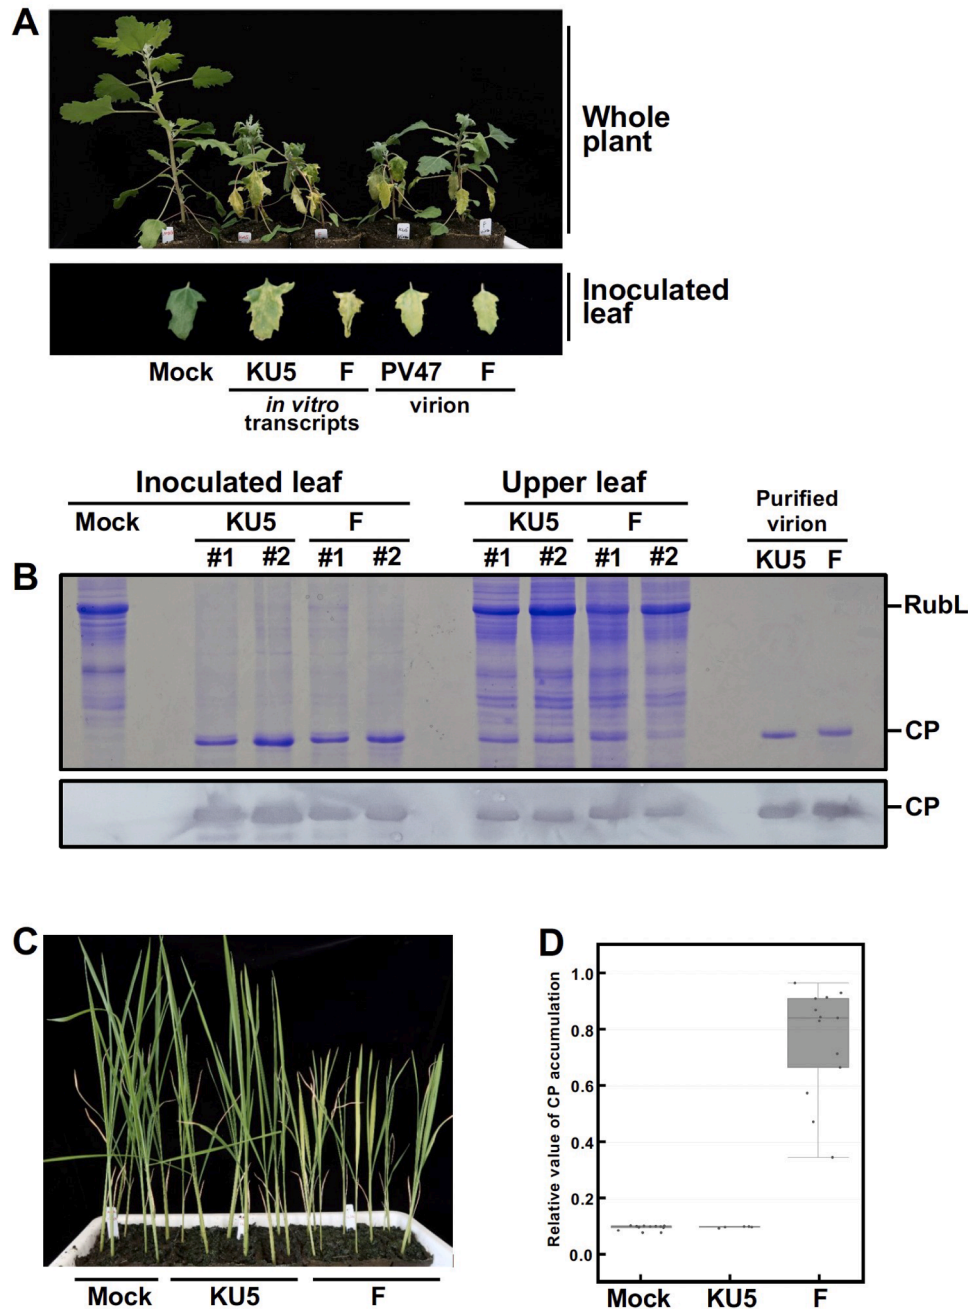 A
Whole
plant
Inoculated
leaf
Mock KU5 F PV47 F
in vitro
transcripts
virion
Inoculated leaf Upper leaf
Purified
virion
Mock KU5 F KU5 F
#1 #2 #1 #2 #1 #2 #1 #2 KU5 F
B
RubL
CP
CP
C
Mock KU5 F
D
Relative value of CP accumulation
1.0
0.8
0.6
0.4
0.2
0.0
Mock KU5 F